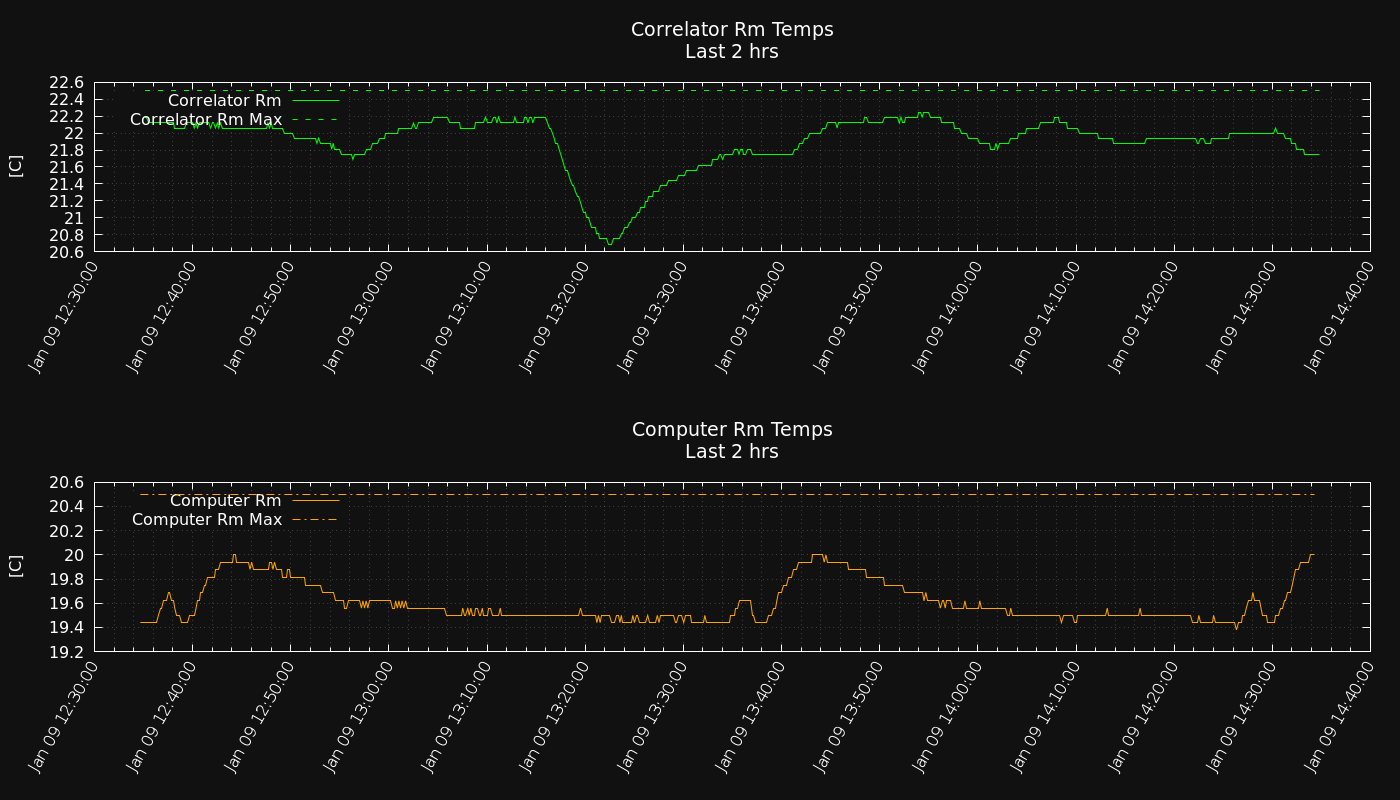 Correlator Rm Temps
Last 2 hrs
22.6
22.4
22.2
22
21.8
21.6
21.4
21.2
21
20.8
20.6
[C]
Correlator Rm
Correlator Rm Max
Jan 09 12:30:00
Jan 09 12:40:00
Jan 09 12:50:00
Jan 09 13:00:00
Jan 09 13:10:00
Jan 09 13:20:00
Jan 09 13:30:00
Jan 09 13:40:00
Jan 09 13:50:00
Jan 09 14:00:00
Jan 09 14:10:00
Jan 09 14:20:00
Jan 09 14:30:00
Jan 09 14:40:00
Computer Rm Temps
Last 2 hrs
20.6
20.4
20.2
20
19.8
19.6
19.4
19.2
[C]
Computer Rm
Computer Rm Max
Jan 09 12:30:00
Jan 09 12:40:00
Jan 09 12:50:00
Jan 09 13:00:00
Jan 09 13:10:00
Jan 09 13:20:00
Jan 09 13:30:00
Jan 09 13:40:00
Jan 09 13:50:00
Jan 09 14:00:00
Jan 09 14:10:00
Jan 09 14:20:00
Jan 09 14:30:00
Jan 09 14:40:00